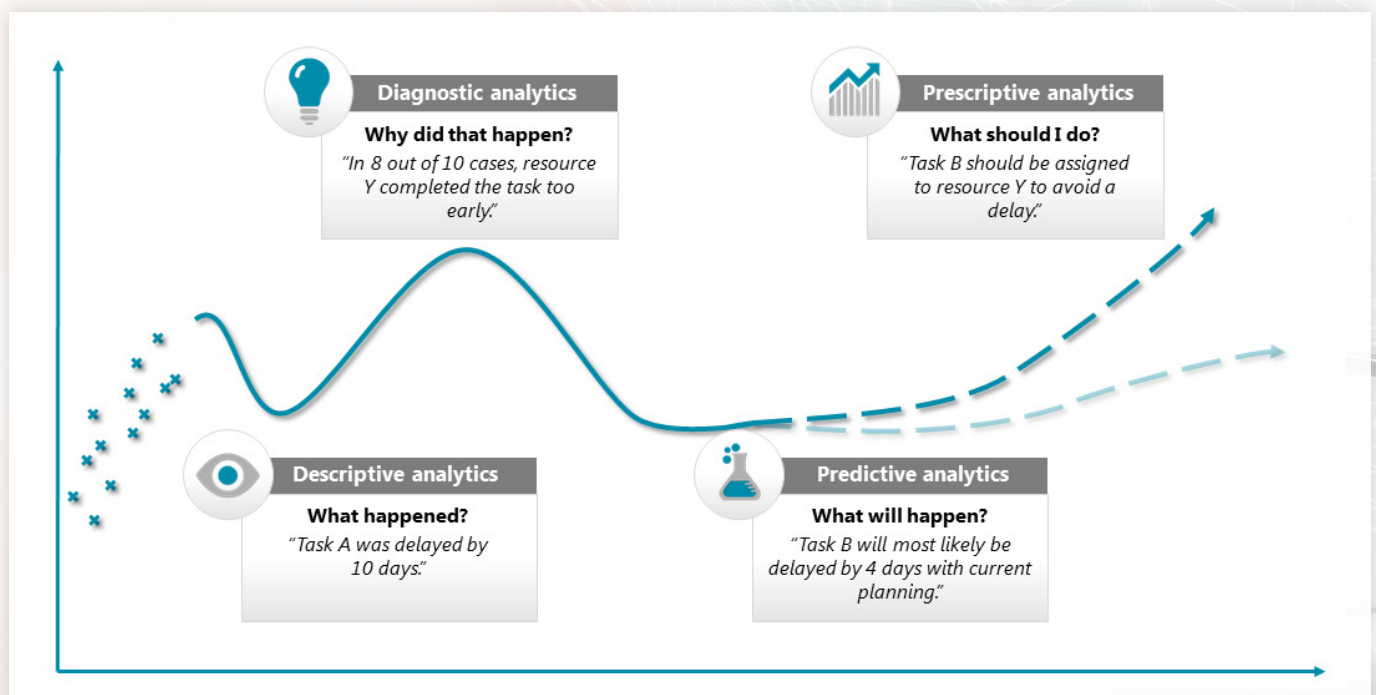 Diagnostic analytics
Why did that happen?
“In 8 out of 10 cases, resource
Y completed the task too
early.”
Prescriptive analytics
What should I do?
“Task B should be assigned
to resource Y to avoid a
delay.”
Descriptive analytics
What happened?
“Task A was delayed by
10 days.”
Predictive analytics
What will happen?
“Task B will most likely be
delayed by 4 days with current
planning.”